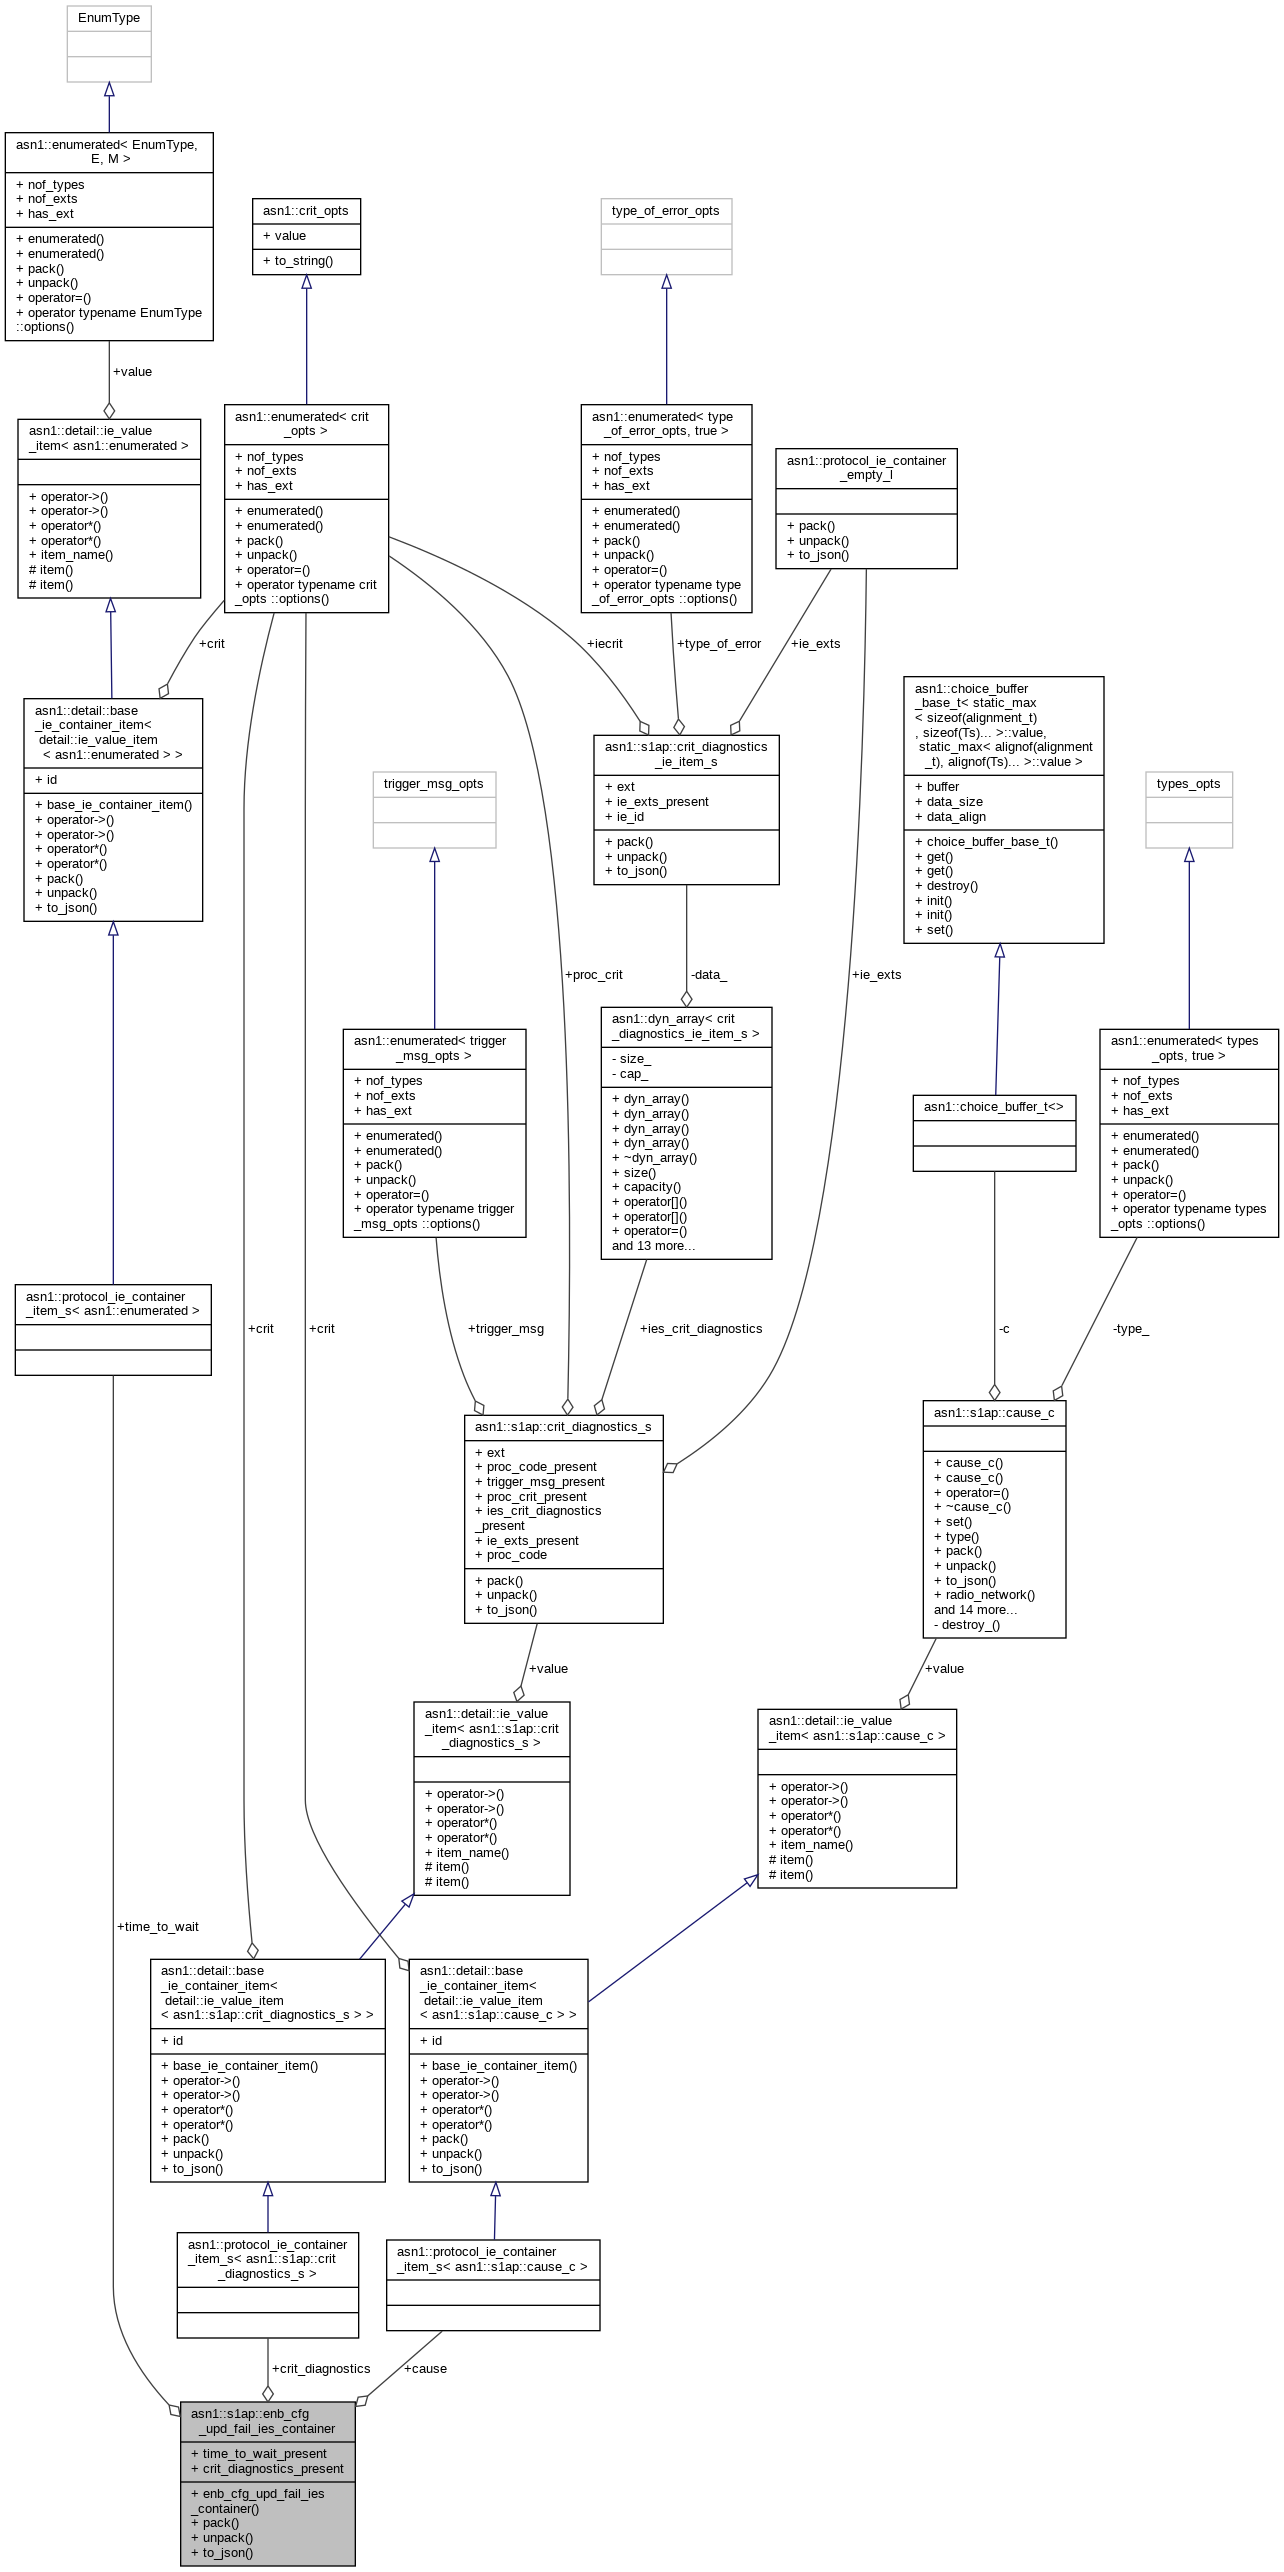 EnumType
asn1::enumerated< EnumType,
E, M >
+ nof_types
+ nof_exts
+ has_ext
+ enumerated()
+ enumerated()
+ pack()
+ unpack()
+ operator=()
+ operator typename EnumType
::options()
asn1::crit_opts
+ value
+ to_string()
type_of_error_opts
+value
asn1::detail::ie_value
_item< asn1::enumerated >
+ operator->()
+ operator->()
+ operator*()
+ operator*()
+ item_name()
# item()
# item()
asn1::enumerated< crit
_opts >
+ nof_types
+ nof_exts
+ has_ext
+ enumerated()
+ enumerated()
+ pack()
+ unpack()
+ operator=()
+ operator typename crit
_opts ::options()
asn1::enumerated< type
_of_error_opts, true >
+ nof_types
+ nof_exts
+ has_ext
+ enumerated()
+ enumerated()
+ pack()
+ unpack()
+ operator=()
+ operator typename type
_of_error_opts ::options()
asn1::protocol_ie_container
_empty_l
+ pack()
+ unpack()
+ to_json()
+crit
+iecrit
+type_of_error
+ie_exts
asn1::detail::base
_ie_container_item<
detail::ie_value_item
< asn1::enumerated > >
+ id
+ base_ie_container_item()
+ operator->()
+ operator->()
+ operator*()
+ operator*()
+ pack()
+ unpack()
+ to_json()
trigger_msg_opts
asn1::s1ap::crit_diagnostics
_ie_item_s
+ ext
+ ie_exts_present
+ ie_id
+ pack()
+ unpack()
+ to_json()
asn1::choice_buffer
_base_t< static_max
< sizeof(alignment_t)
, sizeof(Ts)... >::value,
static_max< alignof(alignment
_t), alignof(Ts)... >::value >
+ buffer
+ data_size
+ data_align
+ choice_buffer_base_t()
+ get()
+ get()
+ destroy()
+ init()
+ init()
+ set()
types_opts
+proc_crit
-data_
+ie_exts
asn1::enumerated< trigger
_msg_opts >
+ nof_types
+ nof_exts
+ has_ext
+ enumerated()
+ enumerated()
+ pack()
+ unpack()
+ operator=()
+ operator typename trigger
_msg_opts ::options()
asn1::dyn_array< crit
_diagnostics_ie_item_s >
- size_
- cap_
+ dyn_array()
+ dyn_array()
+ dyn_array()
+ dyn_array()
+ ~dyn_array()
+ size()
+ capacity()
+ operator[]()
+ operator[]()
+ operator=()
and 13 more...
asn1::choice_buffer_t<>
asn1::enumerated< types
_opts, true >
+ nof_types
+ nof_exts
+ has_ext
+ enumerated()
+ enumerated()
+ pack()
+ unpack()
+ operator=()
+ operator typename types
_opts ::options()
asn1::protocol_ie_container
_item_s< asn1::enumerated >
+crit
+crit
+trigger_msg
+ies_crit_diagnostics
-c
-type_
asn1::s1ap::crit_diagnostics_s
+ ext
+ proc_code_present
+ trigger_msg_present
+ proc_crit_present
+ ies_crit_diagnostics
_present
+ ie_exts_present
+ proc_code
+ pack()
+ unpack()
+ to_json()
asn1::s1ap::cause_c
+ cause_c()
+ cause_c()
+ operator=()
+ ~cause_c()
+ set()
+ type()
+ pack()
+ unpack()
+ to_json()
+ radio_network()
and 14 more...
- destroy_()
+value
+value
asn1::detail::ie_value
_item< asn1::s1ap::crit
_diagnostics_s >
+ operator->()
+ operator->()
+ operator*()
+ operator*()
+ item_name()
# item()
# item()
asn1::detail::ie_value
_item< asn1::s1ap::cause_c >
+ operator->()
+ operator->()
+ operator*()
+ operator*()
+ item_name()
# item()
# item()
+time_to_wait
asn1::detail::base
_ie_container_item<
detail::ie_value_item
< asn1::s1ap::crit_diagnostics_s > >
+ id
+ base_ie_container_item()
+ operator->()
+ operator->()
+ operator*()
+ operator*()
+ pack()
+ unpack()
+ to_json()
asn1::detail::base
_ie_container_item<
detail::ie_value_item
< asn1::s1ap::cause_c > >
+ id
+ base_ie_container_item()
+ operator->()
+ operator->()
+ operator*()
+ operator*()
+ pack()
+ unpack()
+ to_json()
asn1::protocol_ie_container
_item_s< asn1::s1ap::crit
_diagnostics_s >
asn1::protocol_ie_container
_item_s< asn1::s1ap::cause_c >
+crit_diagnostics
+cause
asn1::s1ap::enb_cfg
_upd_fail_ies_container
+ time_to_wait_present
+ crit_diagnostics_present
+ enb_cfg_upd_fail_ies
_container()
+ pack()
+ unpack()
+ to_json()